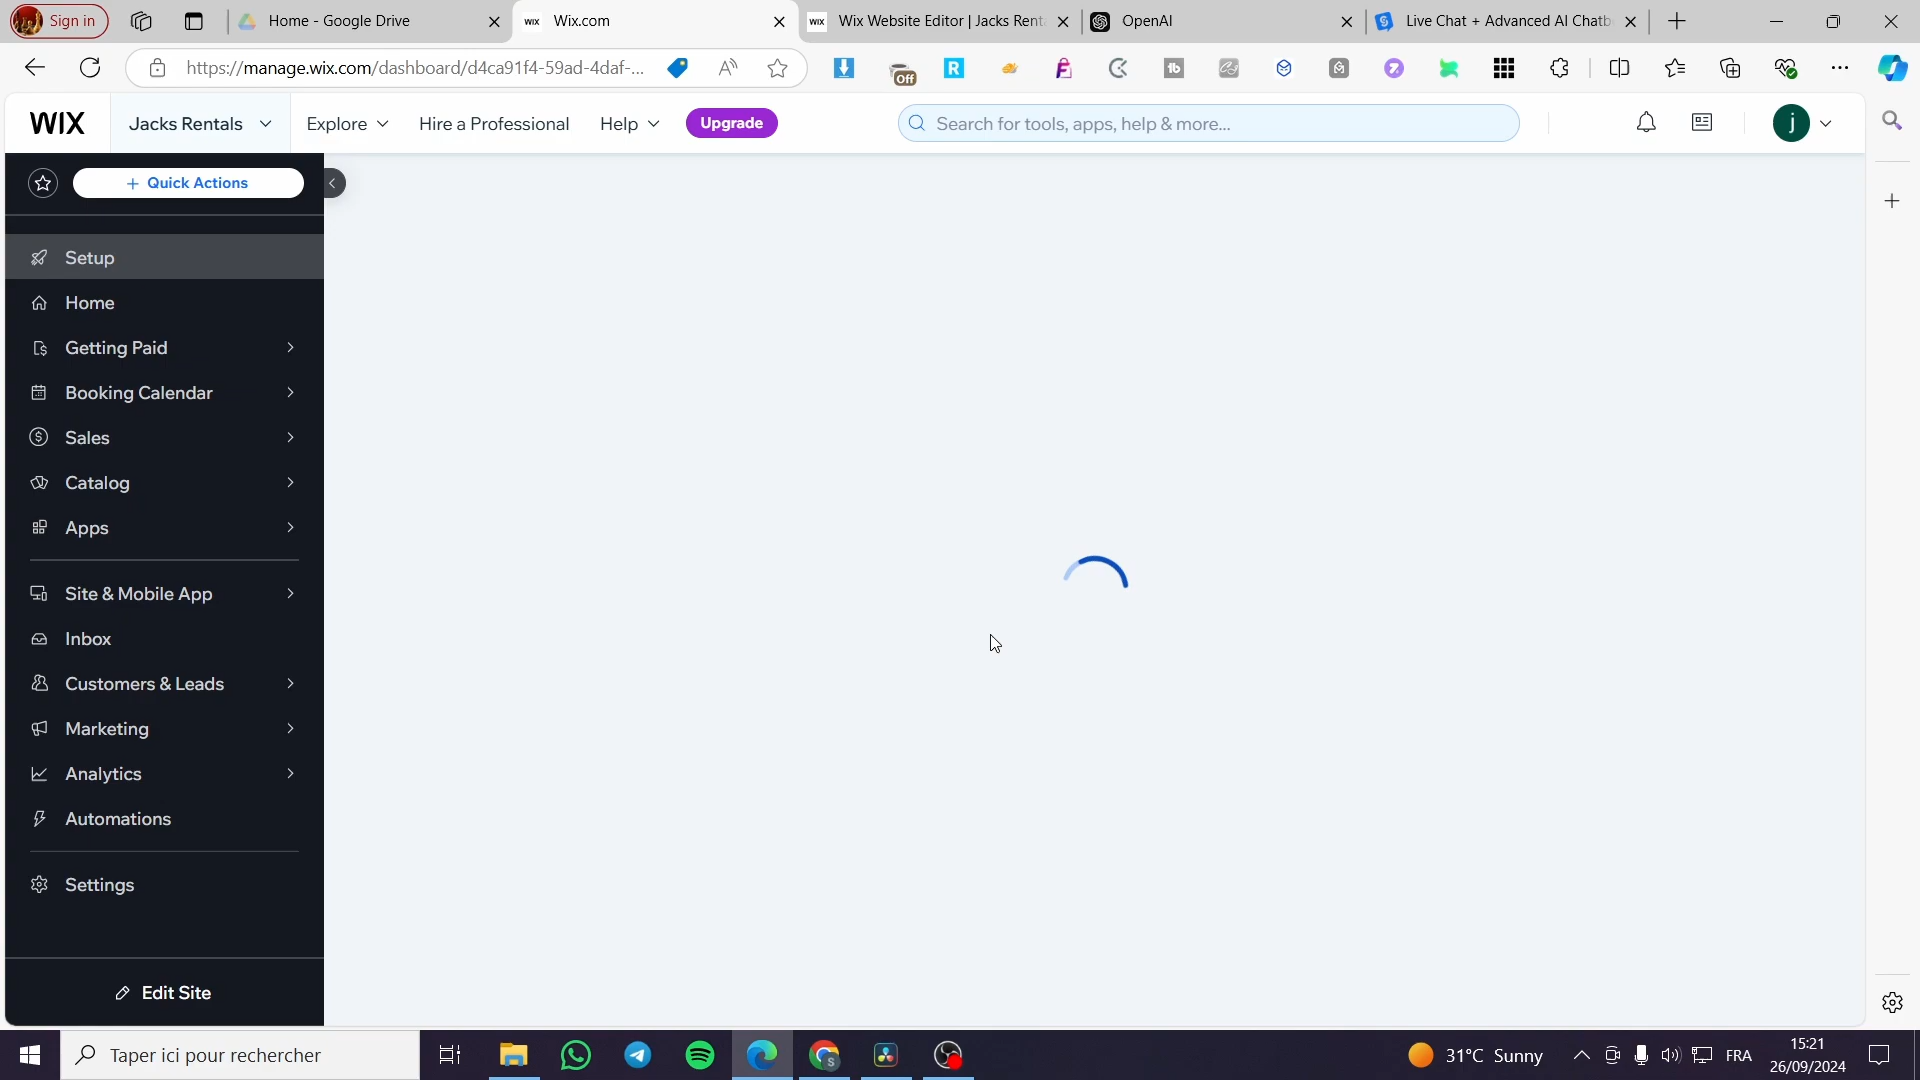 Sign in
Home - Google Drive
Wix.com
Wix Website Editor | Jacks Rent
OpenAI
Live Chat + Advanced AI Chatb
https://manage.wix.com/dashboard/d4ca91f4-59ad-4daf-...
Off
WIX
Jacks Rentals
Explore
Hire a Professional
Help
Upgrade
Search for tools, apps, help & more...
j
+ Quick Actions
Setup
Home
Getting Paid
Booking Calendar
Sales
Catalog
Apps
Site & Mobile App
Inbox
Customers & Leads
Marketing
Analytics
Automations
Settings
Edit Site
Taper ici pour rechercher
31°C Sunny
FRA
15:21
26/09/2024